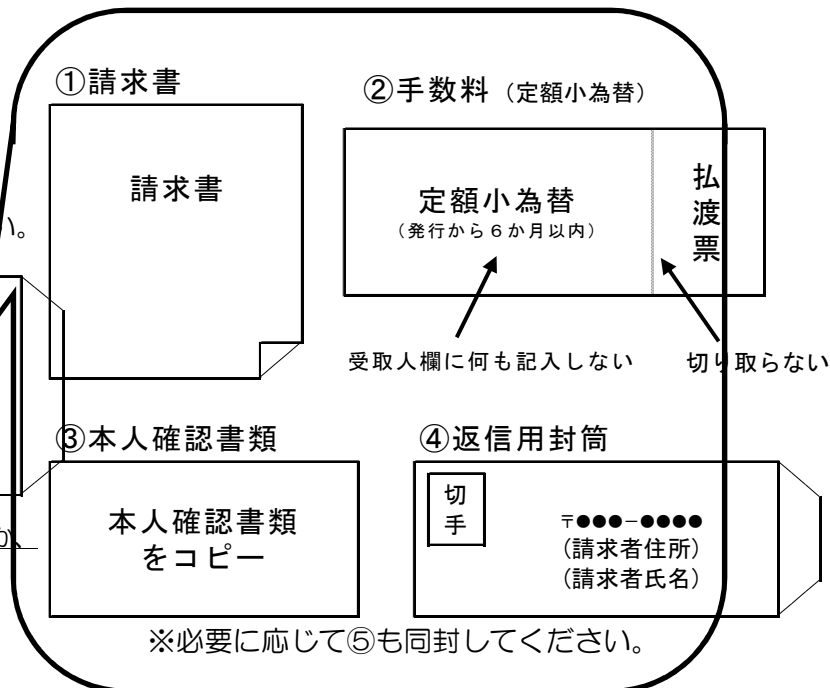 ①請求書
請求書
②手数料（定額小為替）
定額小為替
（発行から６か月以内）
払渡票
受取人欄に何も記入しない
切り取らない
い。
③本人確認書類
本人確認書類
をコピー
④返信用封筒
切手
〒●●●−●●●●
（請求者住所）
（請求者氏名）
※必要に応じて⑤も同封してください。